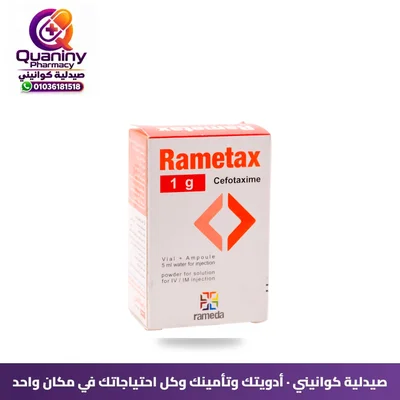 Quaniny
Pharmacy
صيدلية كوانيني
01036181518
Rametax
Rametax
1 g
Cefotaxime
Vial + Ampoule
5 ml water for injection
powder for solution
for IV / IM injection
rameda
صيدلية كوانيني - أدويتك وتأمينك وكل احتياجاتك في مكان واحد